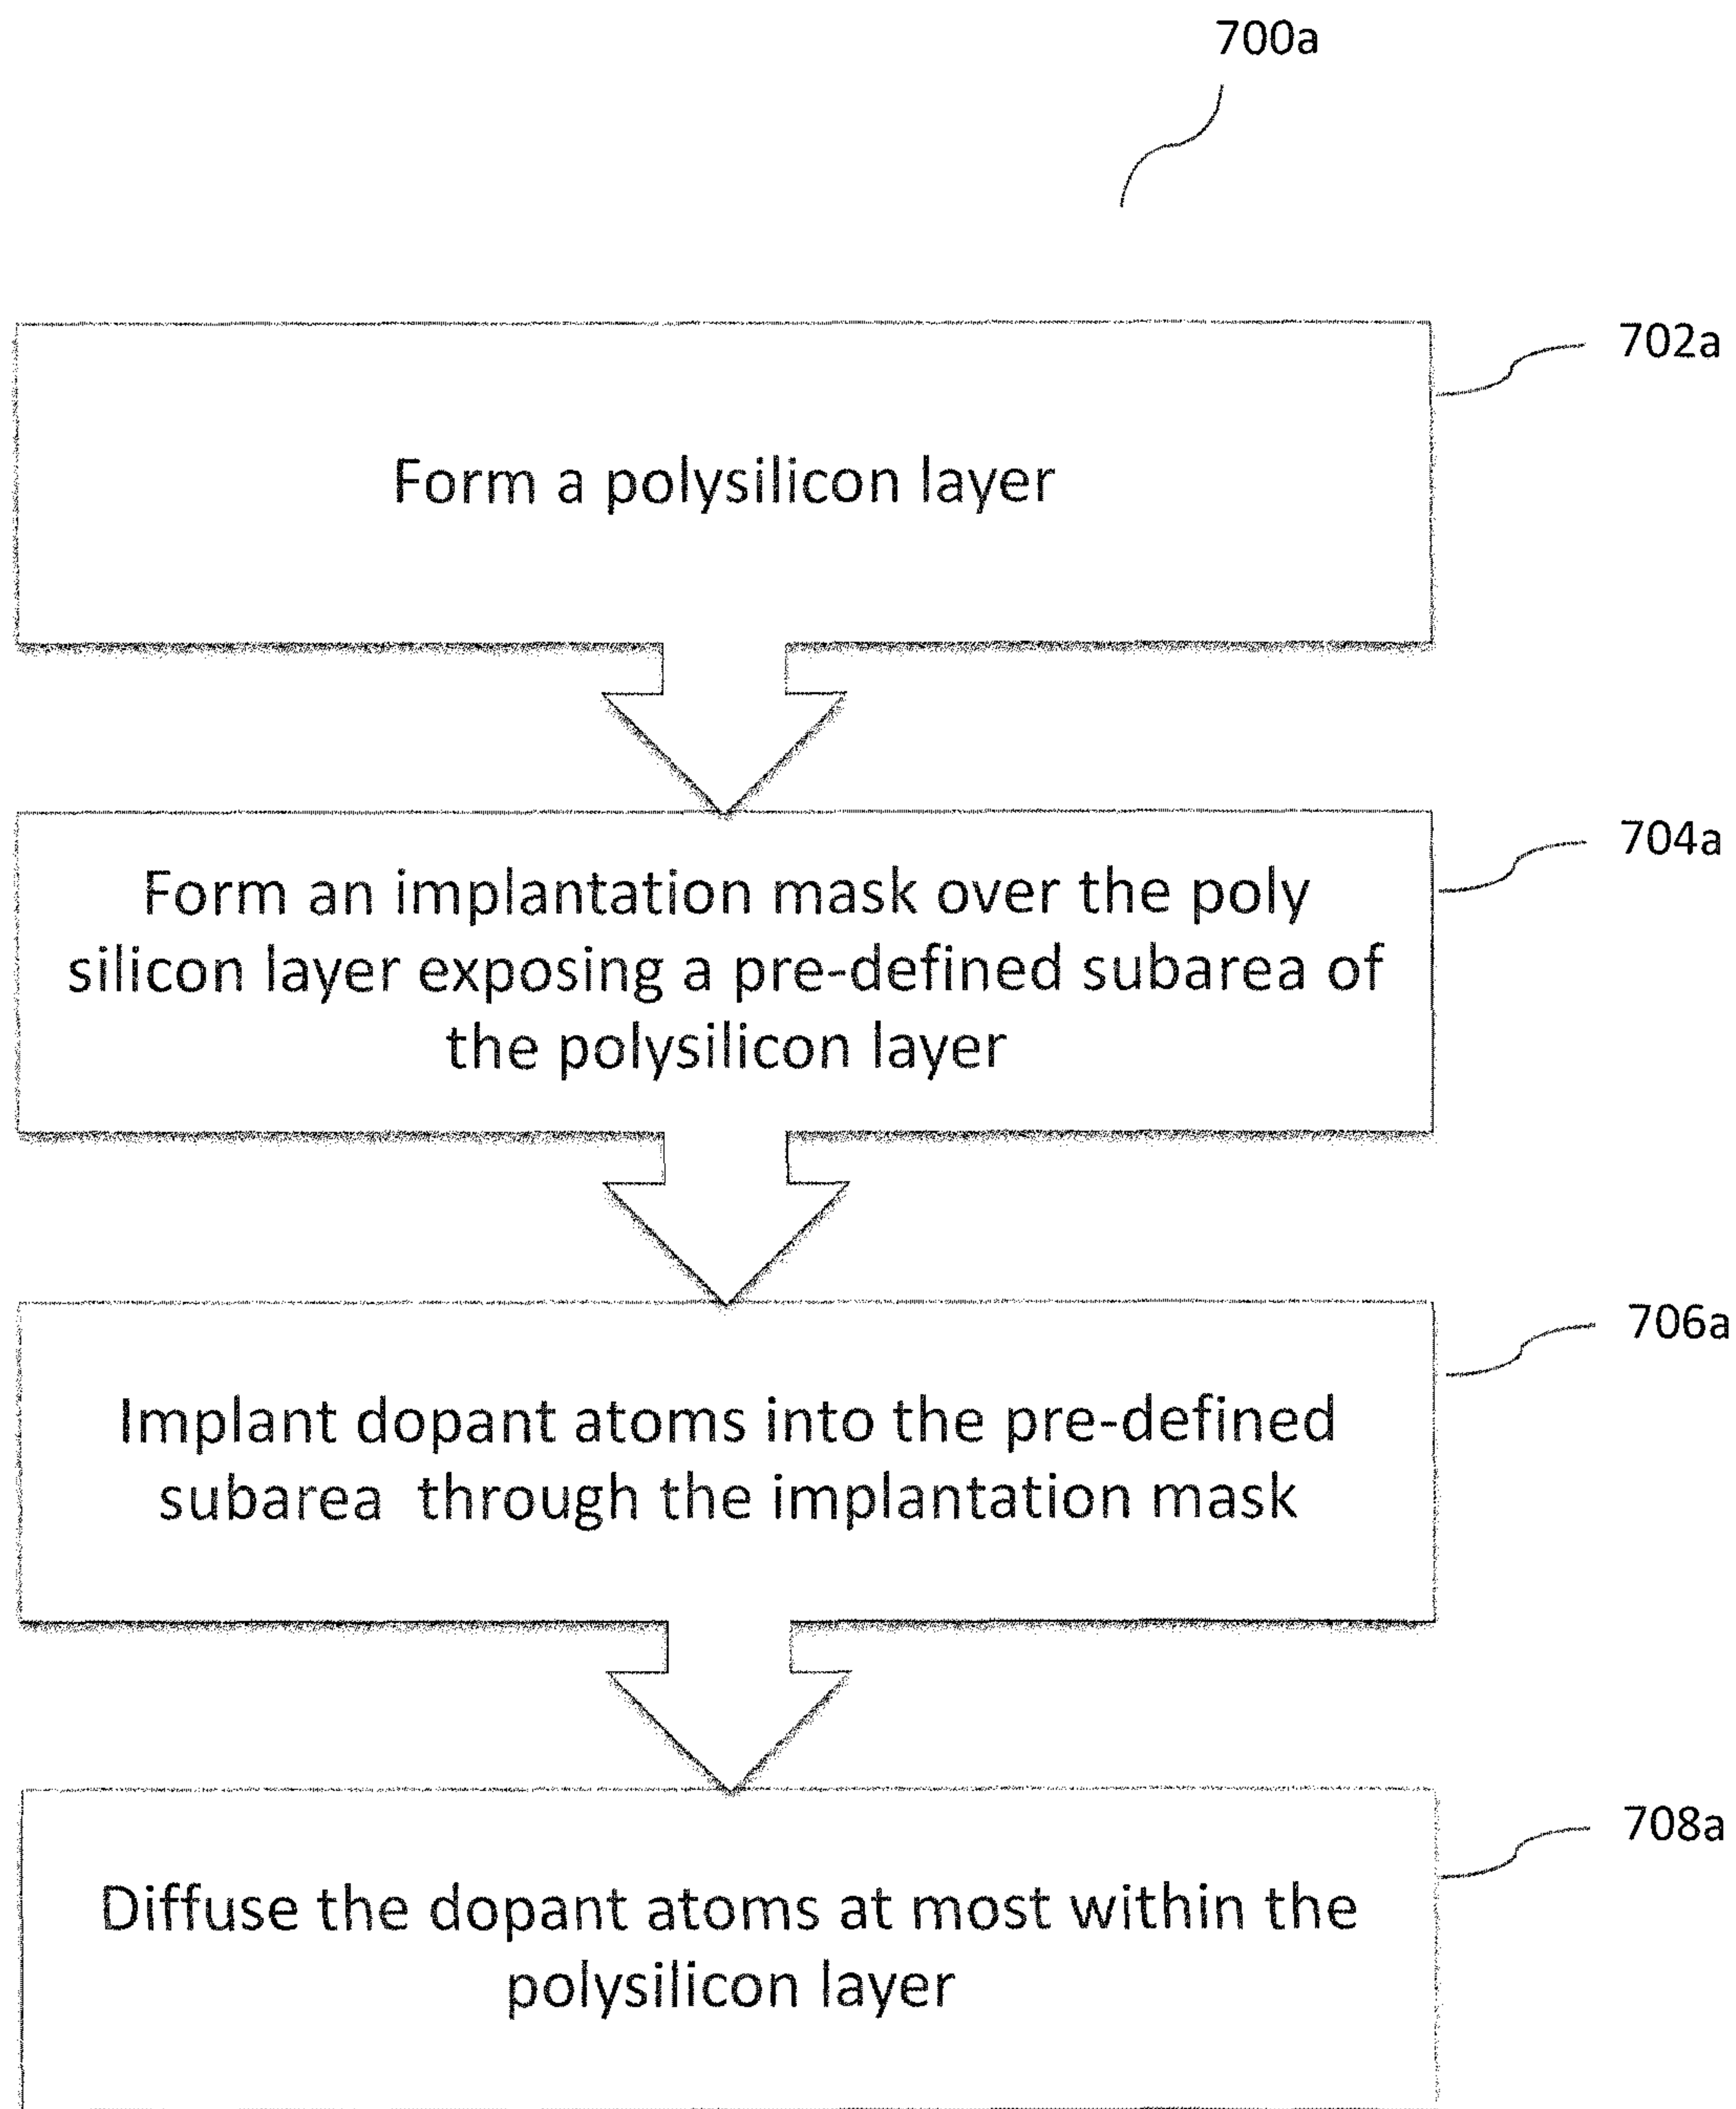 700a
702a
Form a polysilicon layer
704a
Form an implantation mask over the poly
silicon layer exposing a pre-defined subarea of
the polysilicon layer
706a
Implant dopant atoms into the pre-defined
subarea  through the implantation mask
708a
Diffuse the dopant atoms at most within the
polysilicon layer